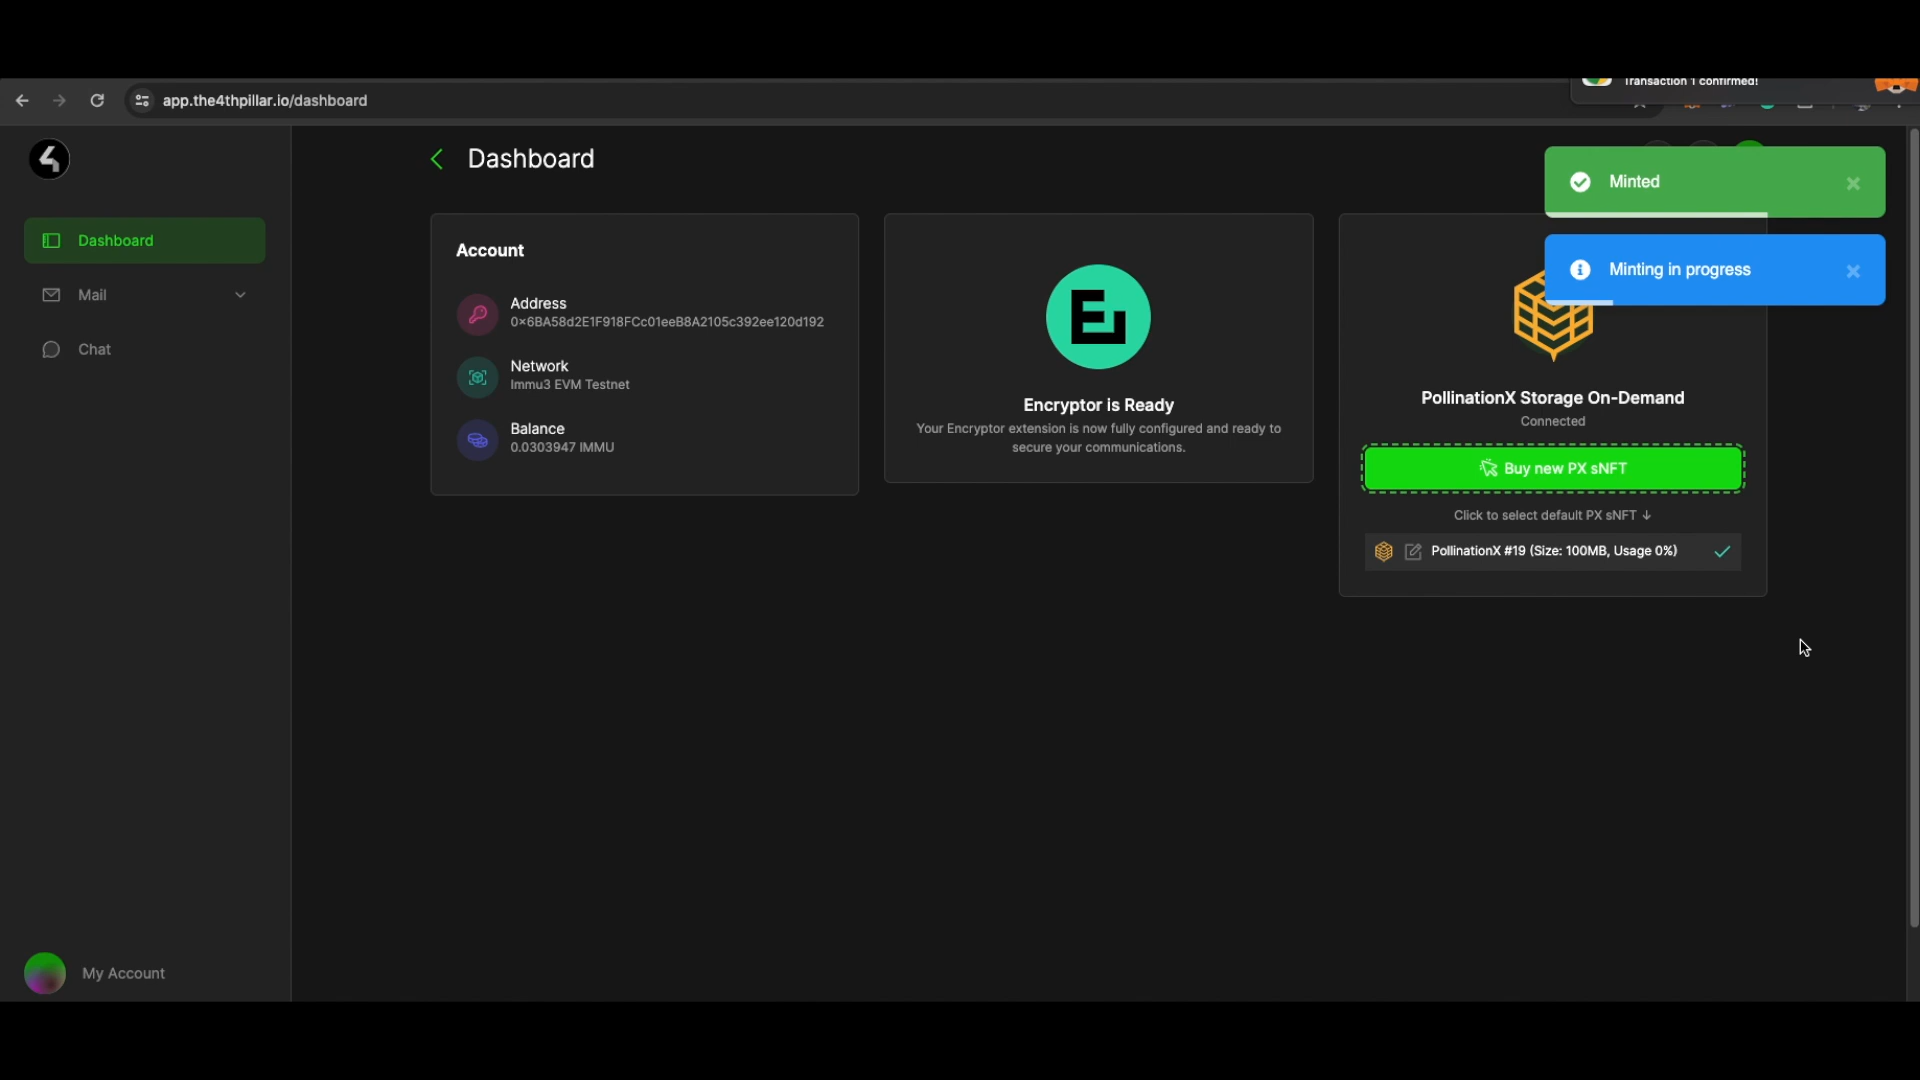 Transaction 1 confirmed!
app.the4thpillar.io/dashboard
Dashboard
Minted
Dashboard
Account
Minting in progress
Mail
Address
0x6BA58d2E1F918FCc01eeB8A2105c392ee120d192
Chat
Network
Immu3 EVM Testnet
Encryptor is Ready
Your Encryptor extension is now fully configured and ready to
secure your communications.
PollinationX Storage On-Demand
Connected
Balance
0.0303947 IMMU
Buy new PX sNFT
Click to select default PX sNFT ↓
PollinationX #19 (Size: 100MB, Usage 0%)
My Account